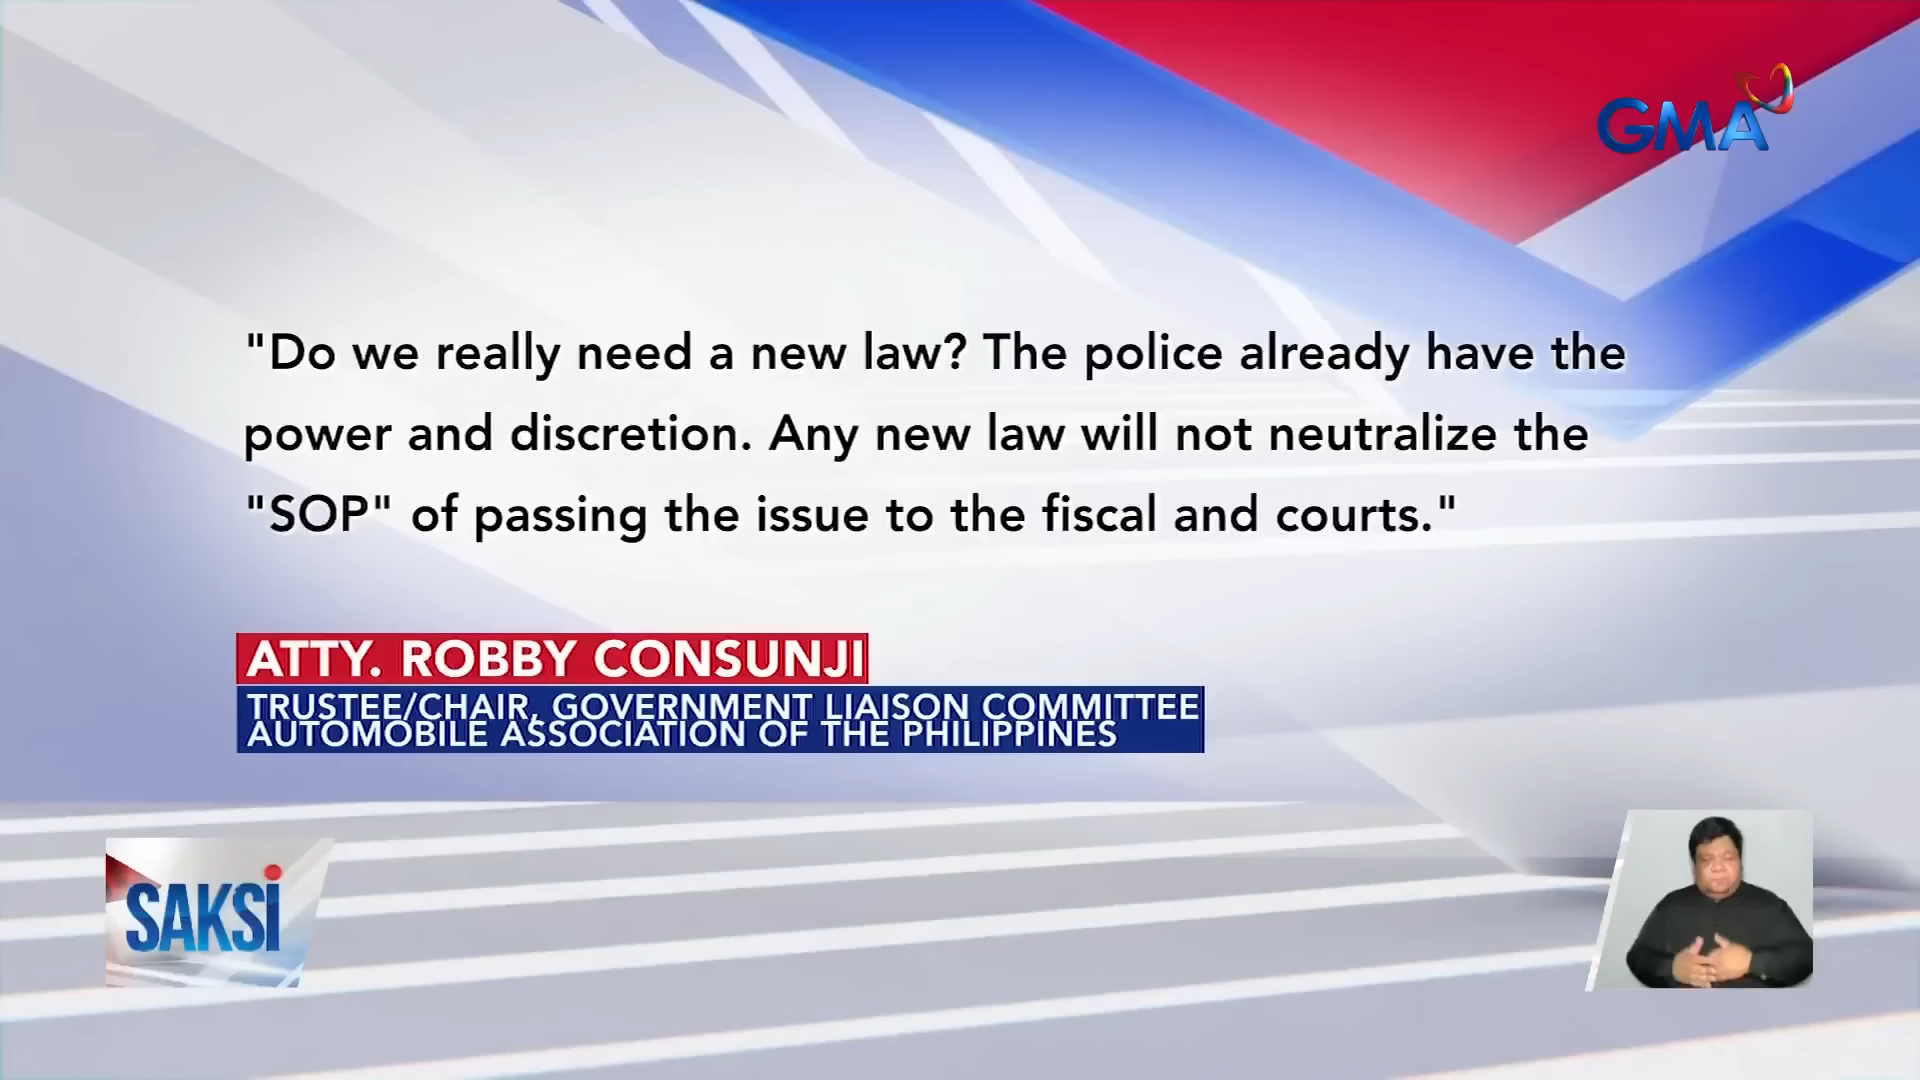 GMA
"Do we really need a new law? The police already have the
power and discretion. Any new law will not neutralize the
"SOP" of passing the issue to the fiscal and courts."
ATTY. ROBBY CONSUNJI
TRUSTEE/CHAIR, GOVERNMENT LIAISON COMMITTEE
AUTOMOBILE ASSOCIATION OF THE PHILIPPINES
SAKSI